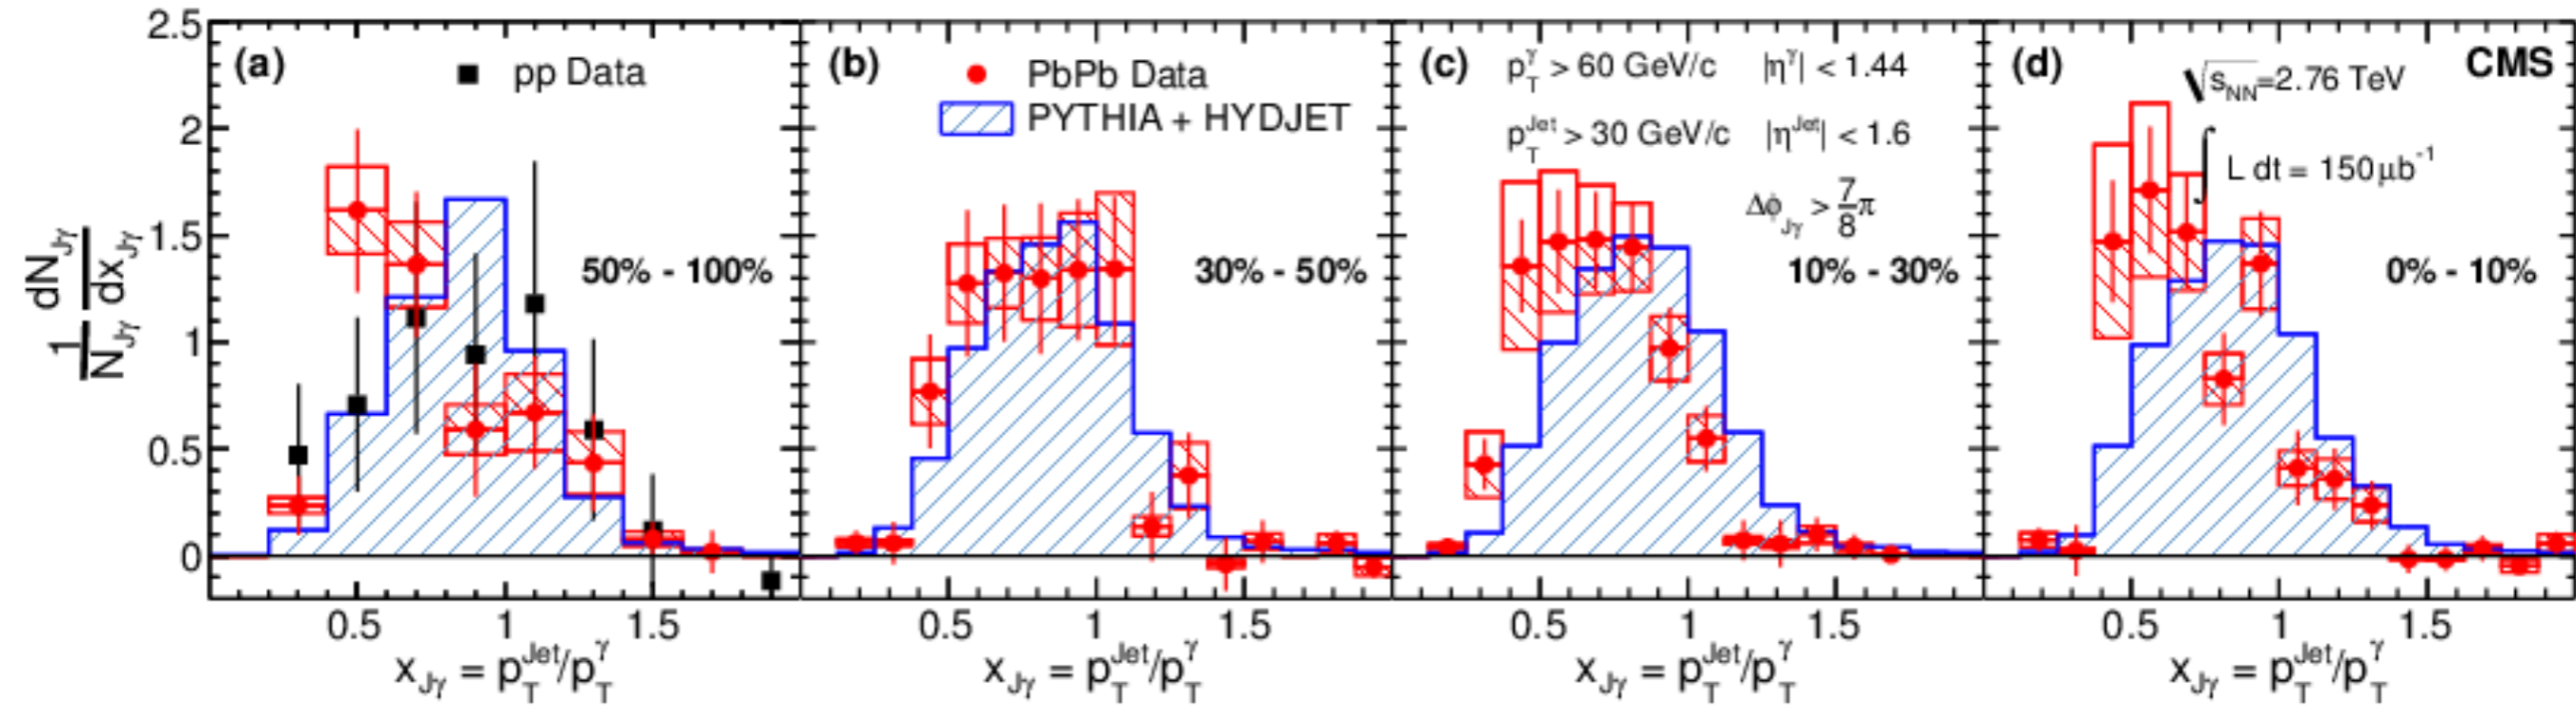 2.5
2
1.5
1
0.5
0
1/N_Jγ dN_Jγ/dx_Jγ
(a)
pp Data
50% - 100%
0.5 1 1.5
x_Jγ = p_T^Jet/p_T^γ
(b)
PbPb Data
PYTHIA + HYDJET
30% - 50%
0.5 1 1.5
x_Jγ = p_T^Jet/p_T^γ
(c)
p_T^γ > 60 GeV/c |η^γ| < 1.44
p_T^Jet > 30 GeV/c |η^Jet| < 1.6
Δϕ_Jγ > 7/8 π
10% - 30%
0.5 1 1.5
x_Jγ = p_T^Jet/p_T^γ
(d)
CMS
√s_NN=2.76 TeV
∫ L dt = 150 μb^-1
0% - 10%
0.5 1 1.5
x_Jγ = p_T^Jet/p_T^γ